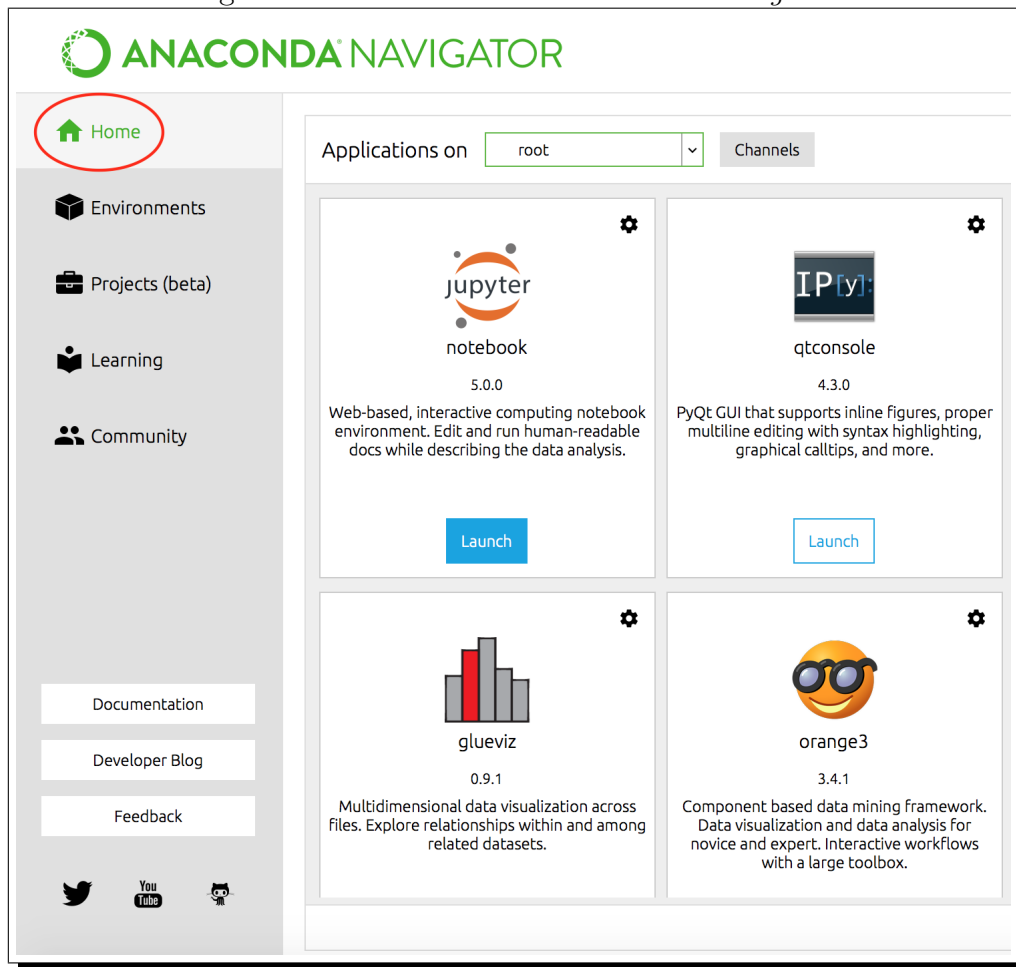 ANACONDA NAVIGATOR
Home
Environments
Projects (beta)
Learning
Community
Documentation
Developer Blog
Feedback
You
Tube
Applications on root Channels
jupyter
notebook
5.0.0
Web-based, interactive computing notebook
environment. Edit and run human-readable
docs while describing the data analysis.
Launch
IP[y]:
qtconsole
4.3.0
PyQt GUI that supports inline figures, proper
multiline editing with syntax highlighting,
graphical calltips, and more.
Launch
glueviz
0.9.1
Multidimensional data visualization across
files. Explore relationships within and among
related datasets.
orange3
3.4.1
Component based data mining framework.
Data visualization and data analysis for
novice and expert. Interactive workflows
with a large toolbox.